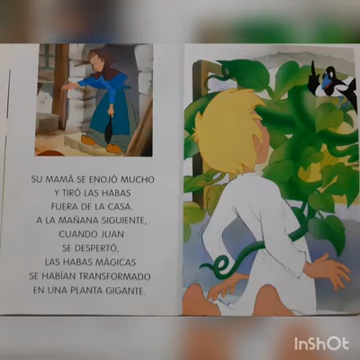 SU MAMÁ SE ENOJÓ MUCHO
Y TIRÓ LAS HABAS
FUERA DE LA CASA.
A LA MAÑANA SIGUIENTE,
CUANDO JUAN
SE DESPERTÓ,
LAS HABAS MÁGICAS
SE HABÍAN TRANSFORMADO
EN UNA PLANTA GIGANTE.
InShOt